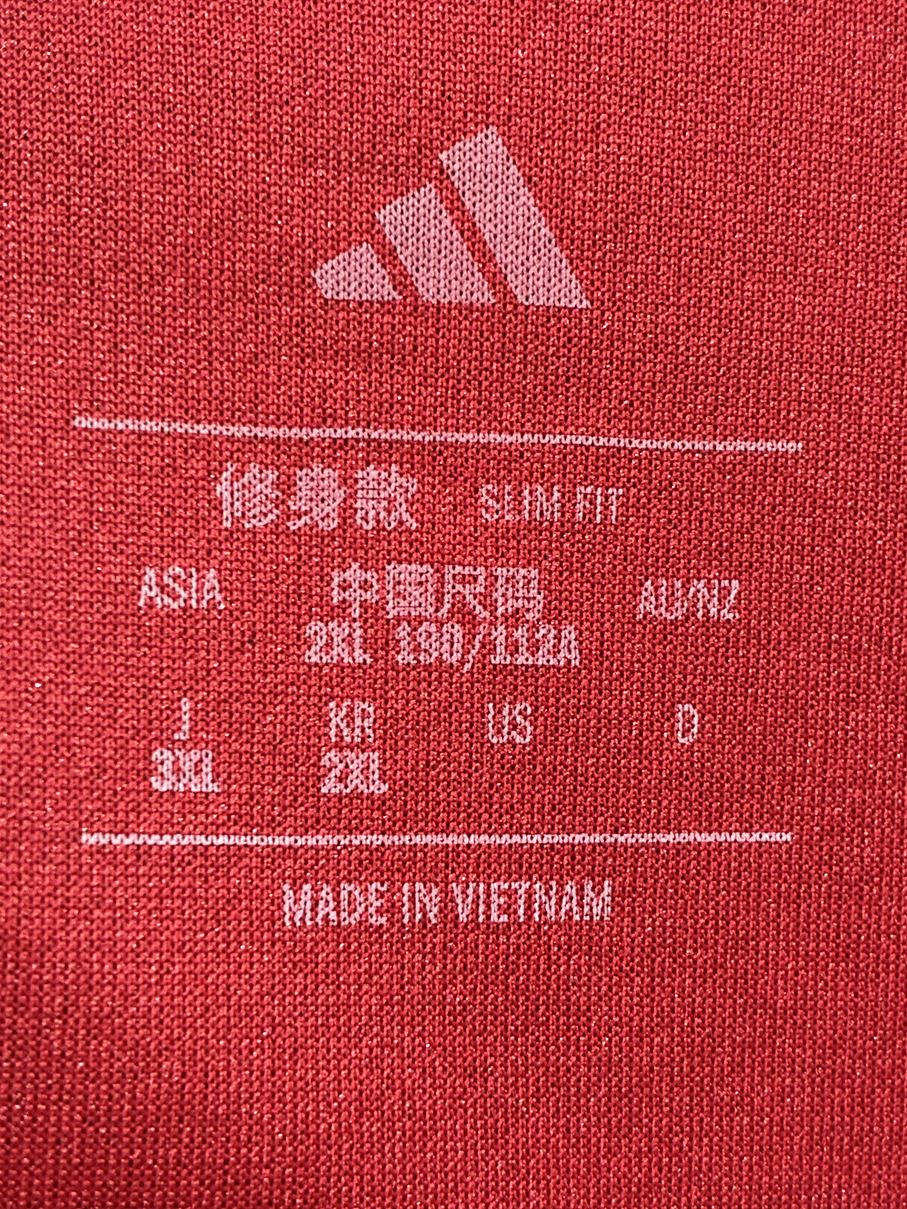 修身款 SLIM FIT
ASIA 中国尺码 AU/NZ
2XL 190/112A
J KR US D
3XL 2XL
MADE IN VIETNAM